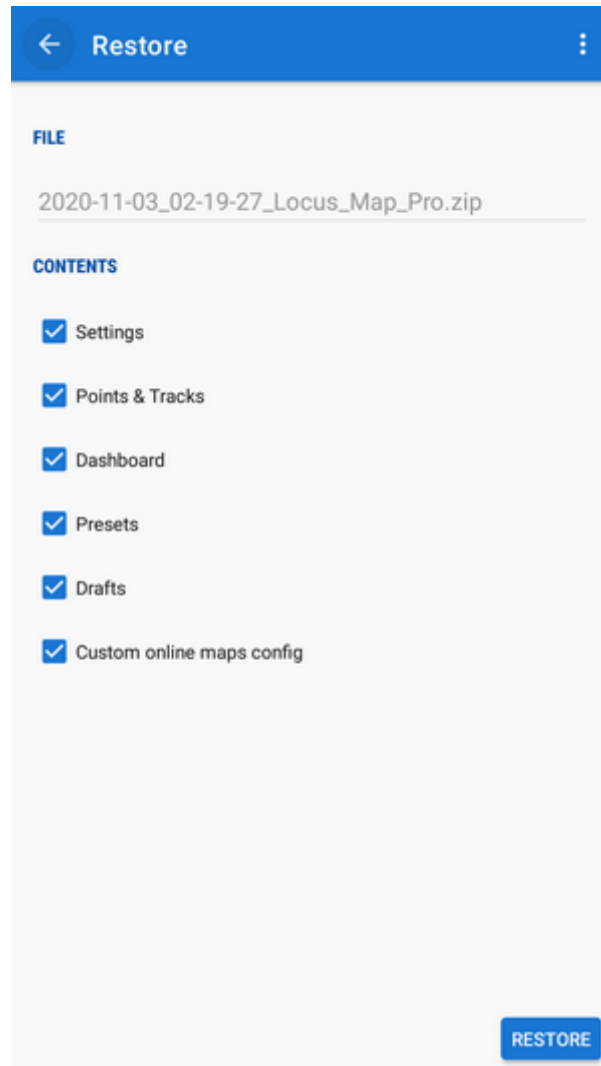 Restore
FILE
2020-11-03_02-19-27_Locus_Map_Pro.zip
CONTENTS
Settings
Points & Tracks
Dashboard
Presets
Drafts
Custom online maps config
RESTORE